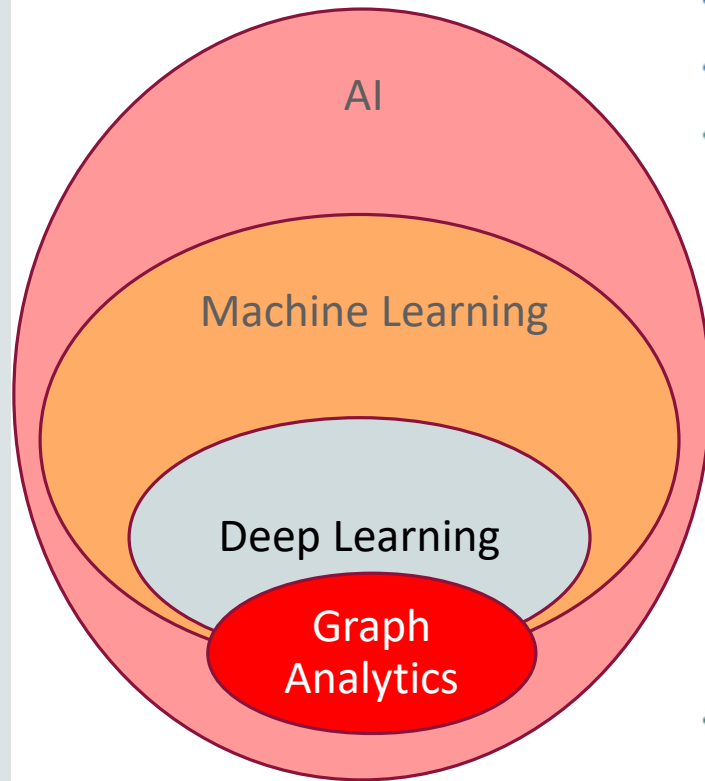 AI
Machine Learning
Deep Learning
Graph
Analytics